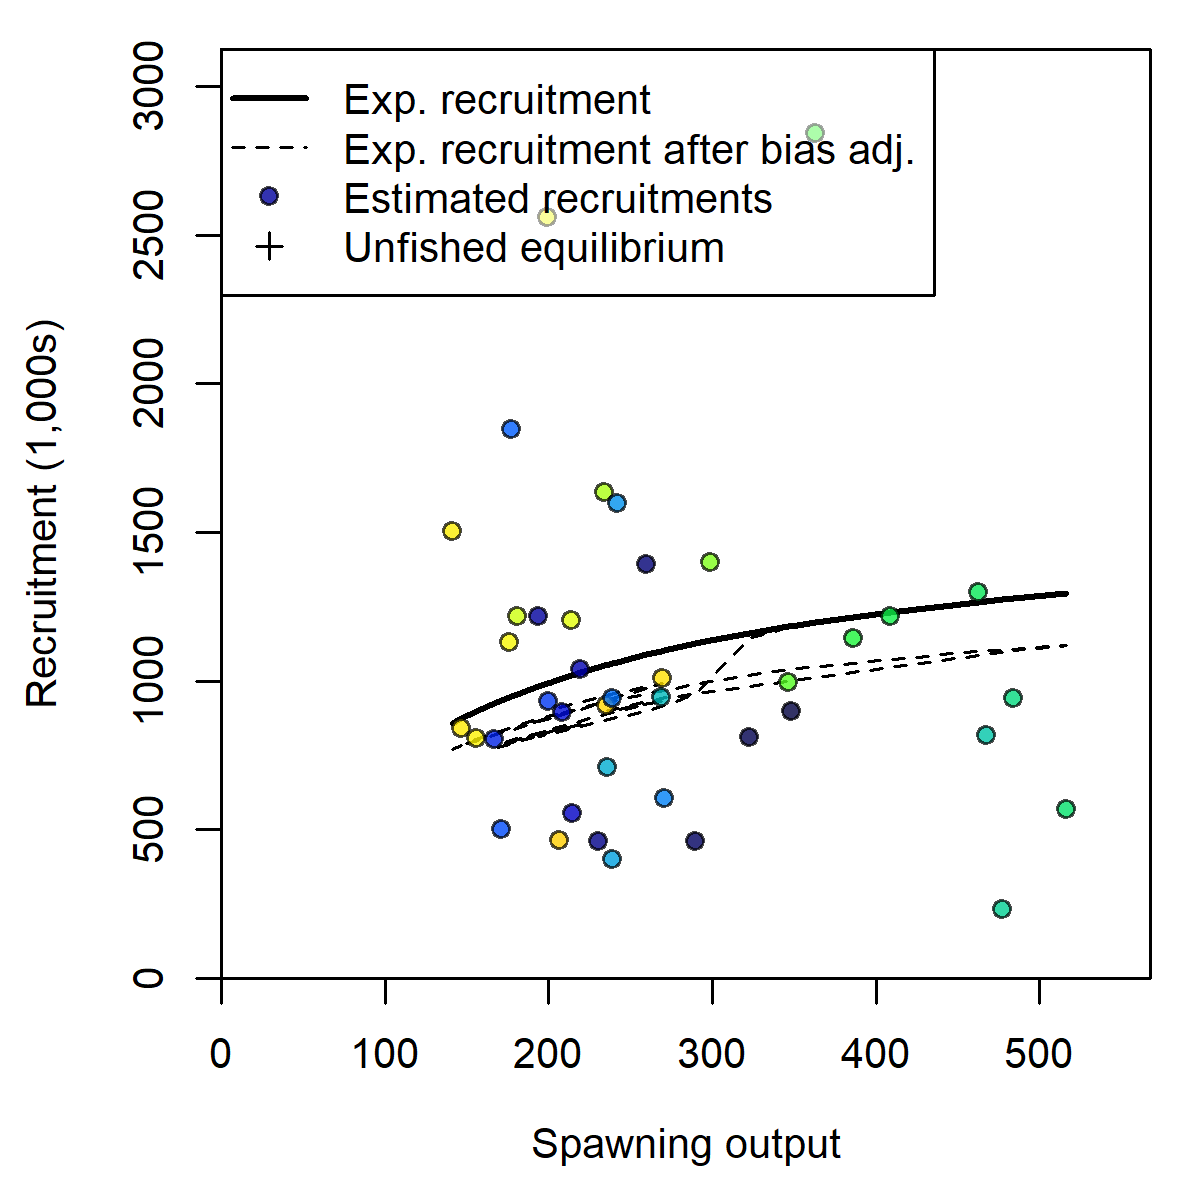 Exp. recruitment
Exp. recruitment after bias adj.
Estimated recruitments
Unfished equilibrium
3000
2500
2000
1500
1000
500
0
Recruitment (1,000s)
0 100 200 300 400 500
Spawning output